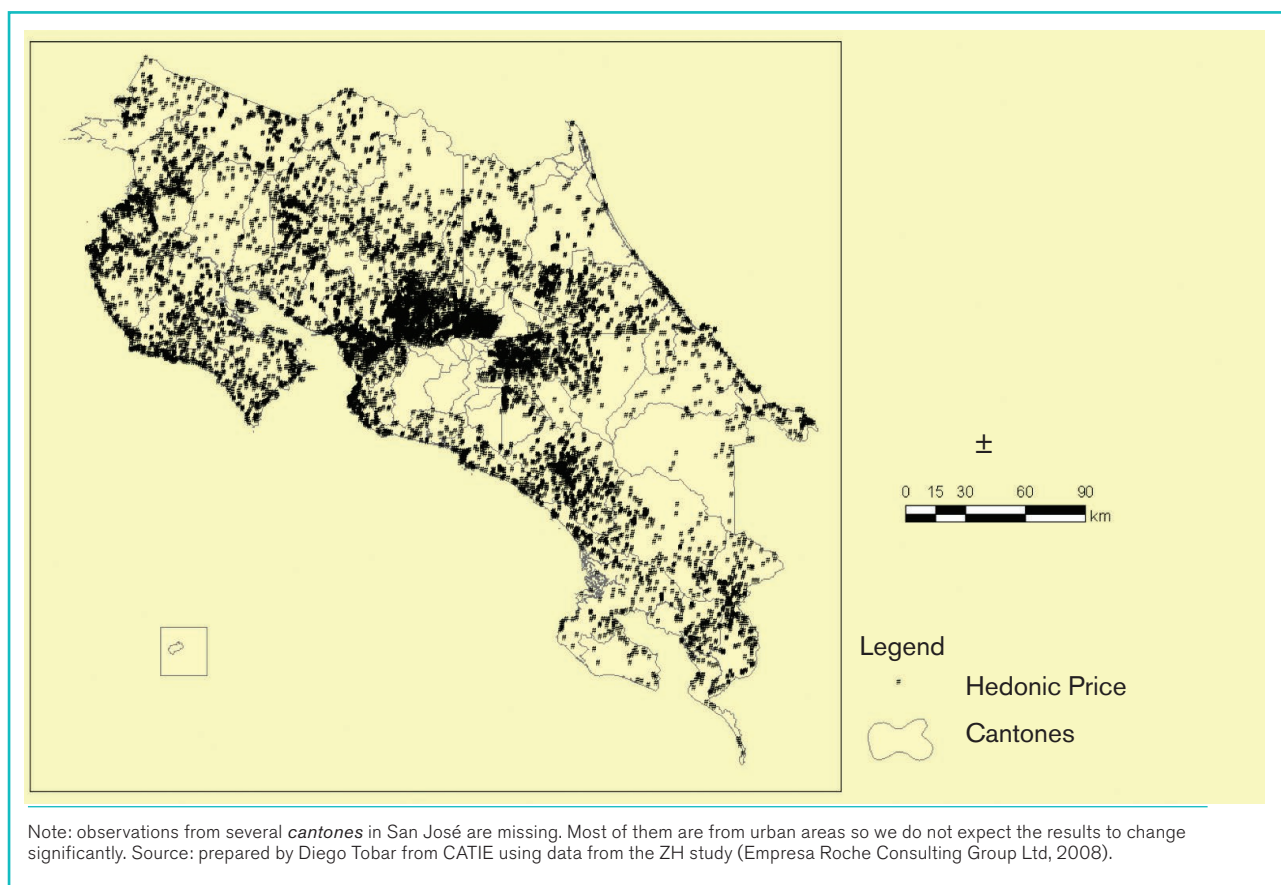 ±
0 15 30 60 90
km
Legend
# Hedonic Price
Cantones
Note: observations from several cantones in San José are missing. Most of them are from urban areas so we do not expect the results to change
significantly. Source: prepared by Diego Tobar from CATIE using data from the ZH study (Empresa Roche Consulting Group Ltd, 2008).